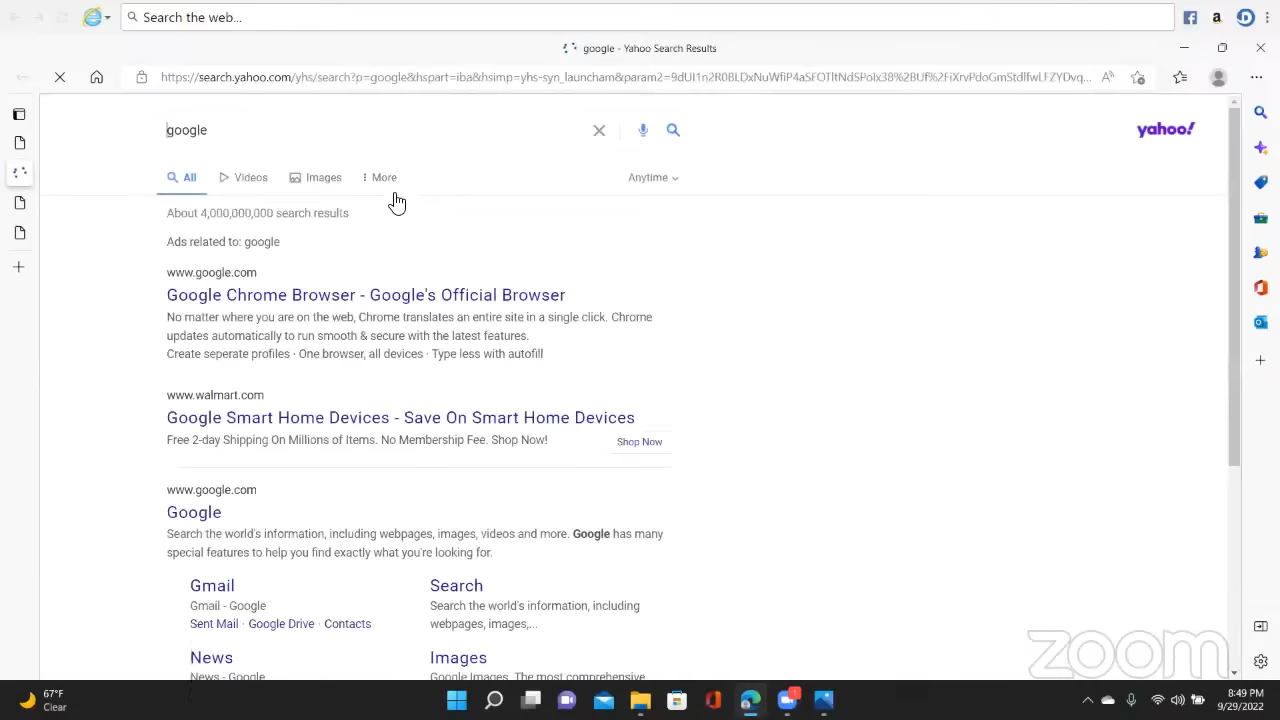 Search the web...
google - Yahoo Search Results
https://search.yahoo.com/yhs/search?p=google&hspart=iba&hsimp=yhs-syn_launcham&param2=9dUI1n2R0BLDxNuWfiP4aSFOTltNdSPoIx38%2BUf%2FiXrvPdoGmStdlfwLFZYDvq...
google
yahoo!
All Videos Images More Anytime
About 4,000,000,000 search results
Ads related to: google
www.google.com
Google Chrome Browser - Google's Official Browser
No matter where you are on the web, Chrome translates an entire site in a single click. Chrome
updates automatically to run smooth & secure with the latest features.
Create seperate profiles · One browser, all devices · Type less with autofill
www.walmart.com
Google Smart Home Devices - Save On Smart Home Devices
Free 2-day Shipping On Millions of Items. No Membership Fee. Shop Now!
Shop Now
www.google.com
Google
Search the world's information, including webpages, images, videos and more. Google has many
special features to help you find exactly what you're looking for.
Gmail
Gmail - Google
Sent Mail · Google Drive · Contacts
Search
Search the world's information, including
webpages, images,...
News
News - Google
Images
Google Images. The most comprehensive
zoom
67°F
Clear
8:49 PM
9/29/2022